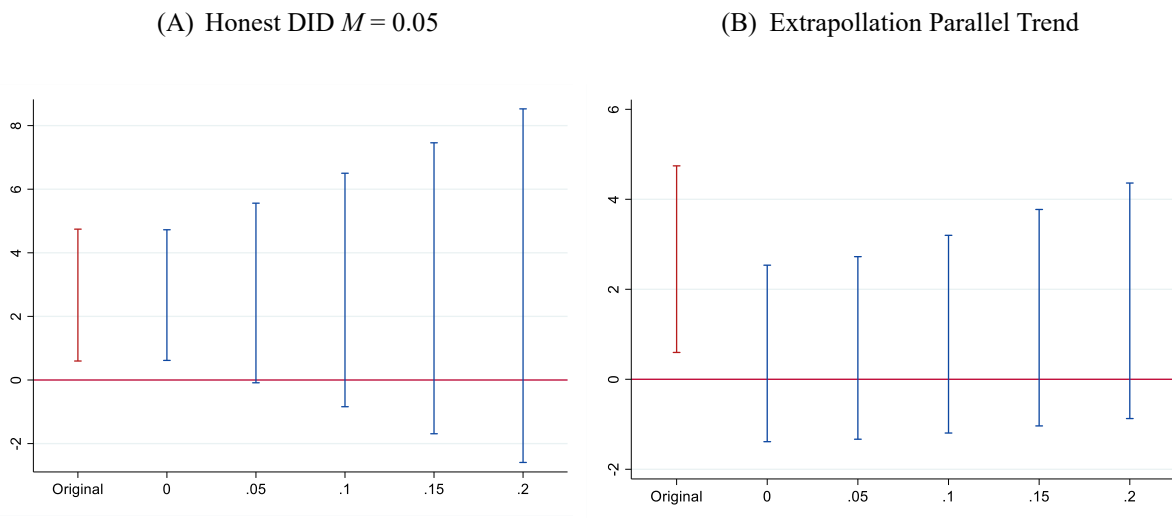 (A) Honest DID M = 0.05
8
6
4
2
0
-2
Original 0 .05 .1 .15 .2
(B) Extrapollation Parallel Trend
6
4
2
0
-2
Original 0 .05 .1 .15 .2